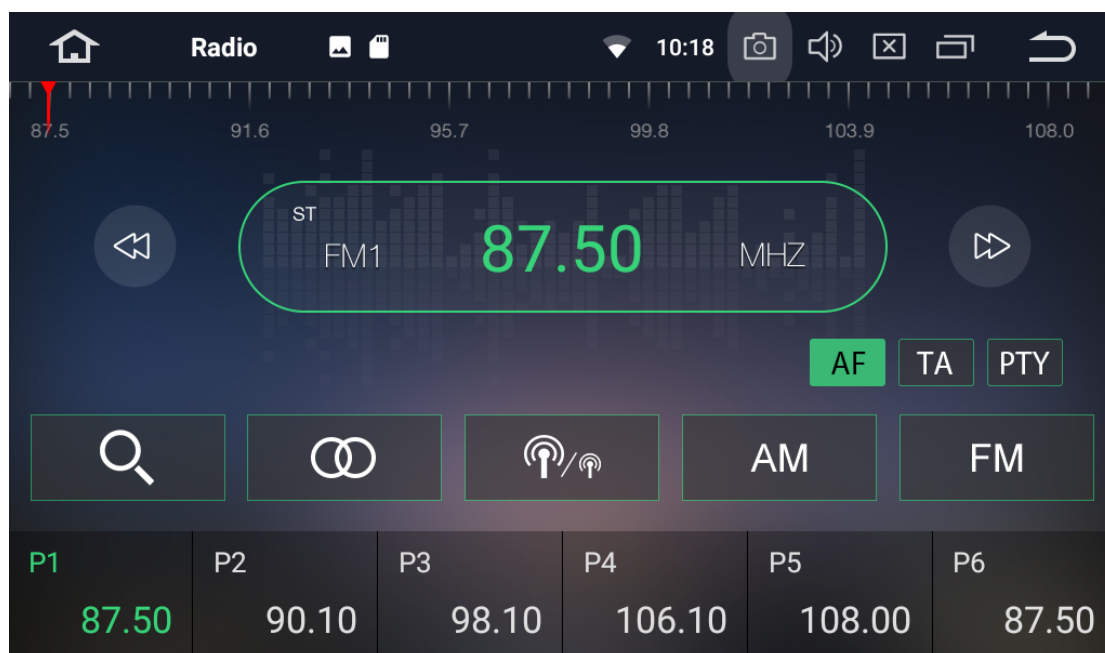 Radio 10:18
87.5 91.6 95.7 99.8 103.9 108.0
ST
FM1 87.50 MHZ
AF TA PTY
AM FM
P1 P2 P3 P4 P5 P6
87.50 90.10 98.10 106.10 108.00 87.50